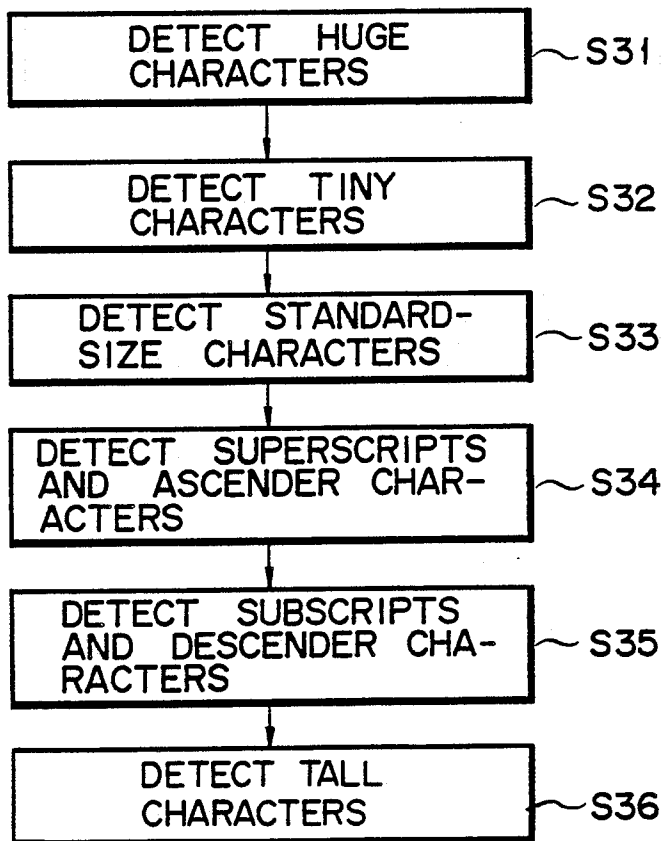 DETECT HUGE
CHARACTERS
S31
DETECT TINY
CHARACTERS
S32
DETECT STANDARD-
SIZE CHARACTERS
S33
DETECT SUPERSCRIPTS
AND ASCENDER CHAR-
ACTERS
S34
DETECT SUBSCRIPTS
AND DESCENDER CHA-
RACTERS
S35
DETECT TALL
CHARACTERS
S36